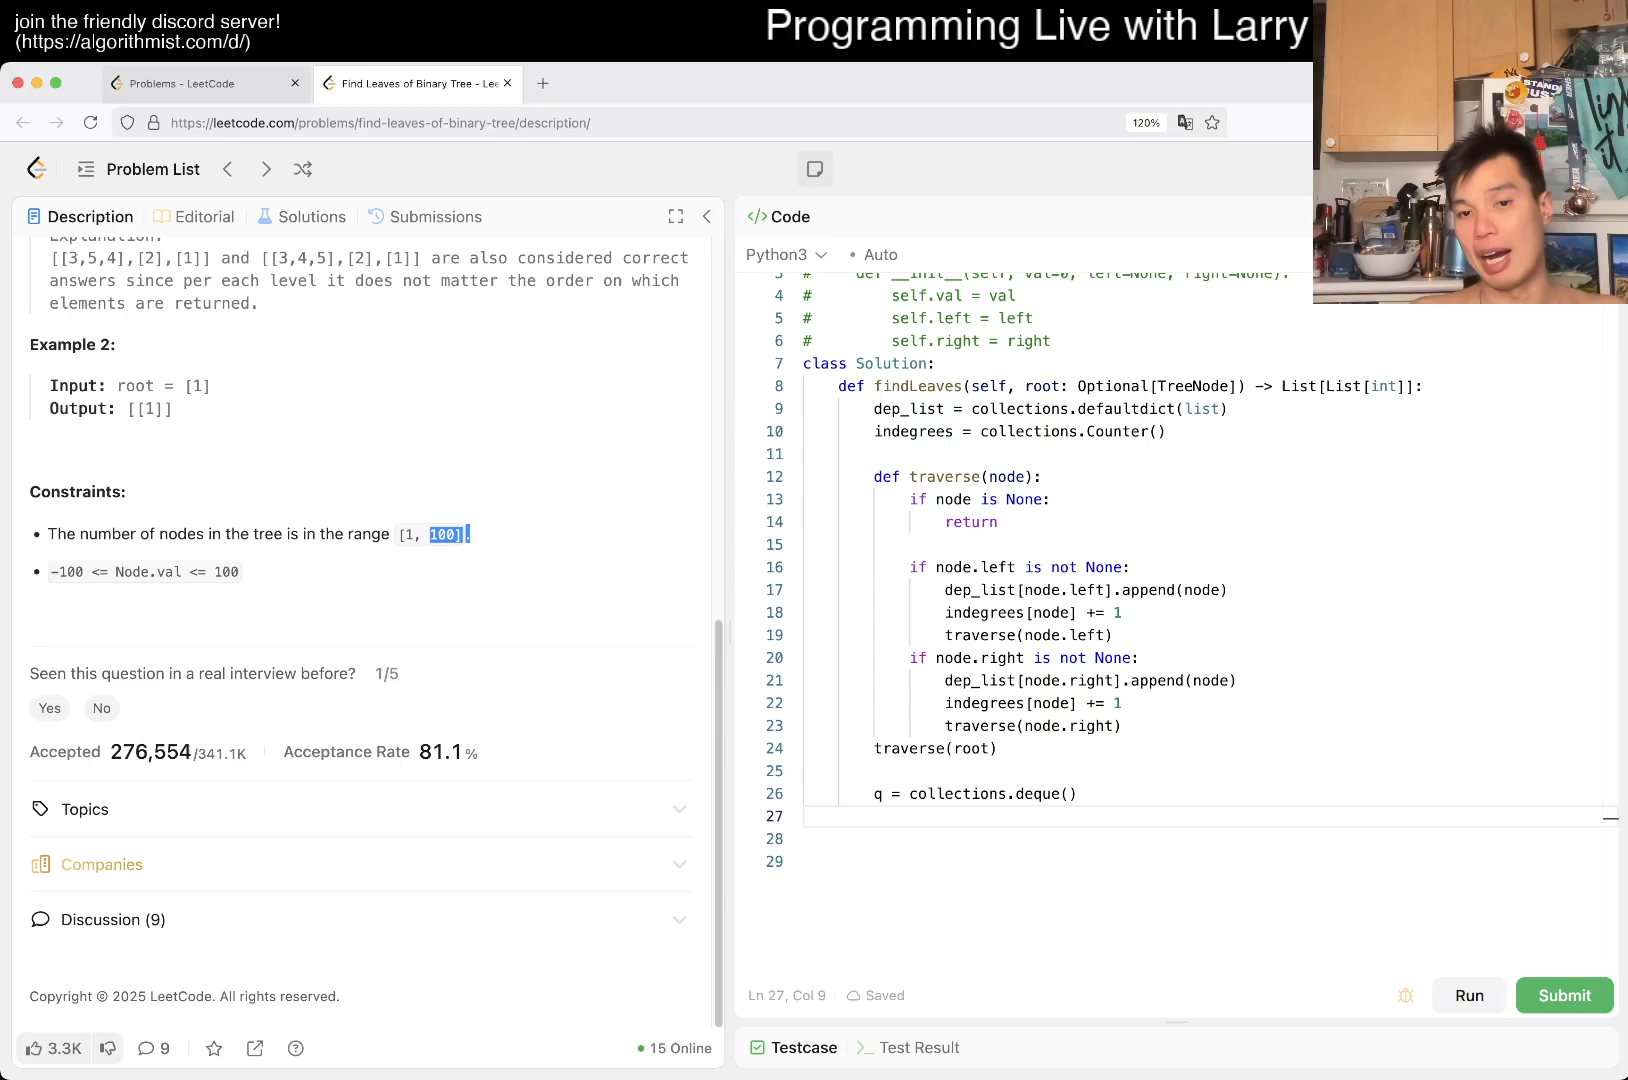 join the friendly discord server!
(https://algorithmist.com/d/)
Programming Live with Larry
Problems - LeetCode
Find Leaves of Binary Tree - Lee
https://leetcode.com/problems/find-leaves-of-binary-tree/description/
120%
Problem List
Description
Editorial
Solutions
Submissions
Explanation:
[[3,5,4],[2],[1]] and [[3,4,5],[2],[1]] are also considered correct
answers since per each level it does not matter the order on which
elements are returned.
Example 2:
Input: root = [1]
Output: [[1]]
Constraints:
• The number of nodes in the tree is in the range [1, 100].
• -100 <= Node.val <= 100
Seen this question in a real interview before? 1/5
Yes
No
Accepted 276,554/341.1K
Acceptance Rate 81.1 %
Topics
Companies
Discussion (9)
Copyright © 2025 LeetCode. All rights reserved.
3.3K
9
15 Online
</> Code
Python3
• Auto
3 #     def __init__(self, val=0, left=None, right=None):
4 #         self.val = val
5 #         self.left = left
6 #         self.right = right
7 class Solution:
8     def findLeaves(self, root: Optional[TreeNode]) -> List[List[int]]:
9         dep_list = collections.defaultdict(list)
10         indegrees = collections.Counter()
11
12         def traverse(node):
13             if node is None:
14                 return
15
16             if node.left is not None:
17                 dep_list[node.left].append(node)
18                 indegrees[node] += 1
19                 traverse(node.left)
20             if node.right is not None:
21                 dep_list[node.right].append(node)
22                 indegrees[node] += 1
23                 traverse(node.right)
24         traverse(root)
25
26         q = collections.deque()
27
28
29
Ln 27, Col 9
Saved
Run
Submit
Testcase
Test Result